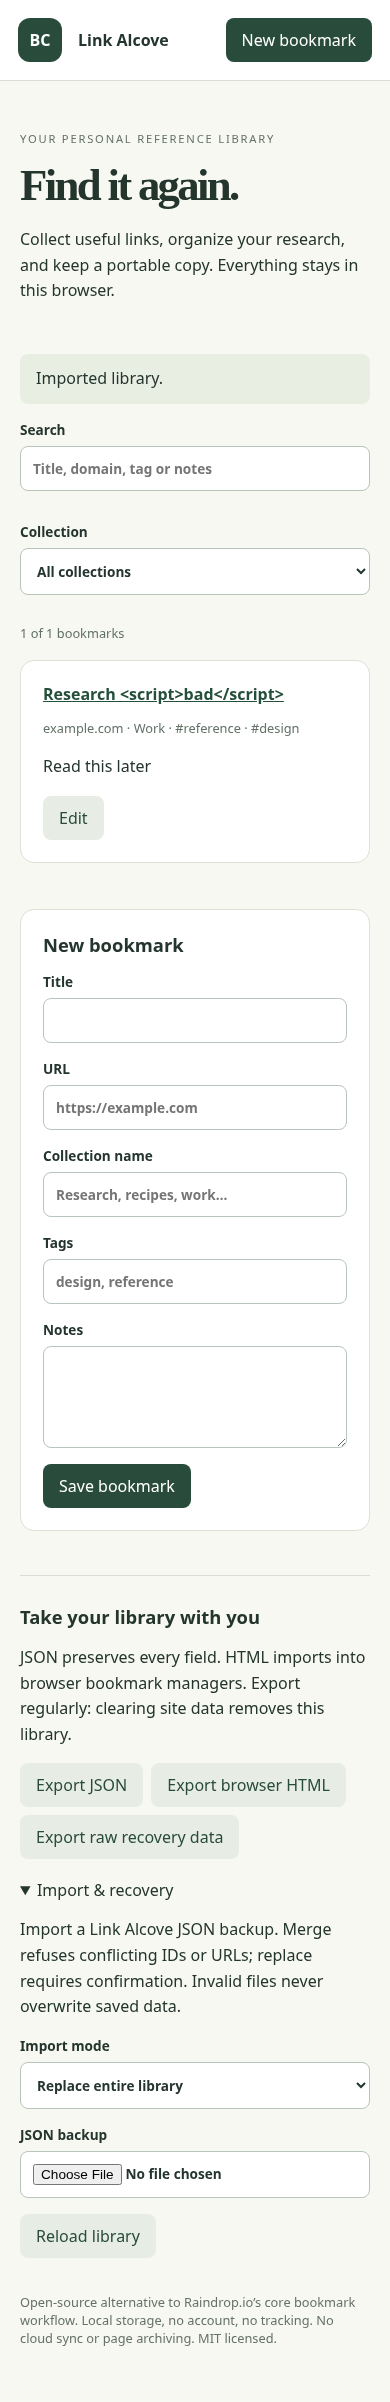 BC
Link Alcove
New bookmark
YOUR PERSONAL REFERENCE LIBRARY
Find it again.
Collect useful links, organize your research,
and keep a portable copy. Everything stays in
this browser.
Imported library.
Search
Title, domain, tag or notes
Collection
All collections
1 of 1 bookmarks
Research <script>bad</script>
example.com · Work · #reference · #design
Read this later
Edit
New bookmark
Title
URL
https://example.com
Collection name
Research, recipes, work…
Tags
design, reference
Notes
Save bookmark
Take your library with you
JSON preserves every field. HTML imports into
browser bookmark managers. Export
regularly: clearing site data removes this
library.
Export JSON
Export browser HTML
Export raw recovery data
▼ Import & recovery
Import a Link Alcove JSON backup. Merge
refuses conflicting IDs or URLs; replace
requires confirmation. Invalid files never
overwrite saved data.
Import mode
Replace entire library
JSON backup
Choose File No file chosen
Reload library
Open-source alternative to Raindrop.io’s core bookmark
workflow. Local storage, no account, no tracking. No
cloud sync or page archiving. MIT licensed.